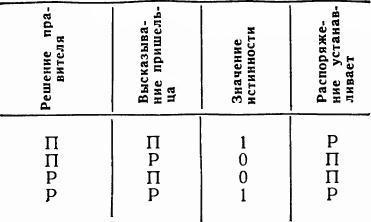 Решение пра-
вителя
Высказыва-
ние пришель-
ца
Значение
истинности
Распоряже-
ние устанав-
ливает
П П 1 Р
П Р 0 П
Р П 0 П
Р Р 1 Р